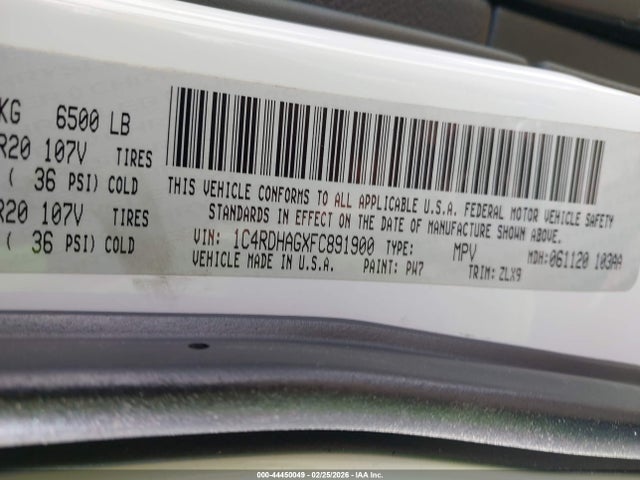 KG 6500 LB
R20 107V TIRES
( 36 PSI) COLD
R20 107V TIRES
( 36 PSI) COLD
THIS VEHICLE CONFORMS TO ALL APPLICABLE U.S.A. FEDERAL MOTOR VEHICLE SAFETY
STANDARDS IN EFFECT ON THE DATE OF MANUFACTURE SHOWN ABOVE.
VIN: 1C4RDHAGXFC891900 TYPE: MPV MDH: 061120 103AA
VEHICLE MADE IN U.S.A. PAINT: PW7 TRIM: ZLX9
000-44450049 - 02/25/2026 - IAA Inc.